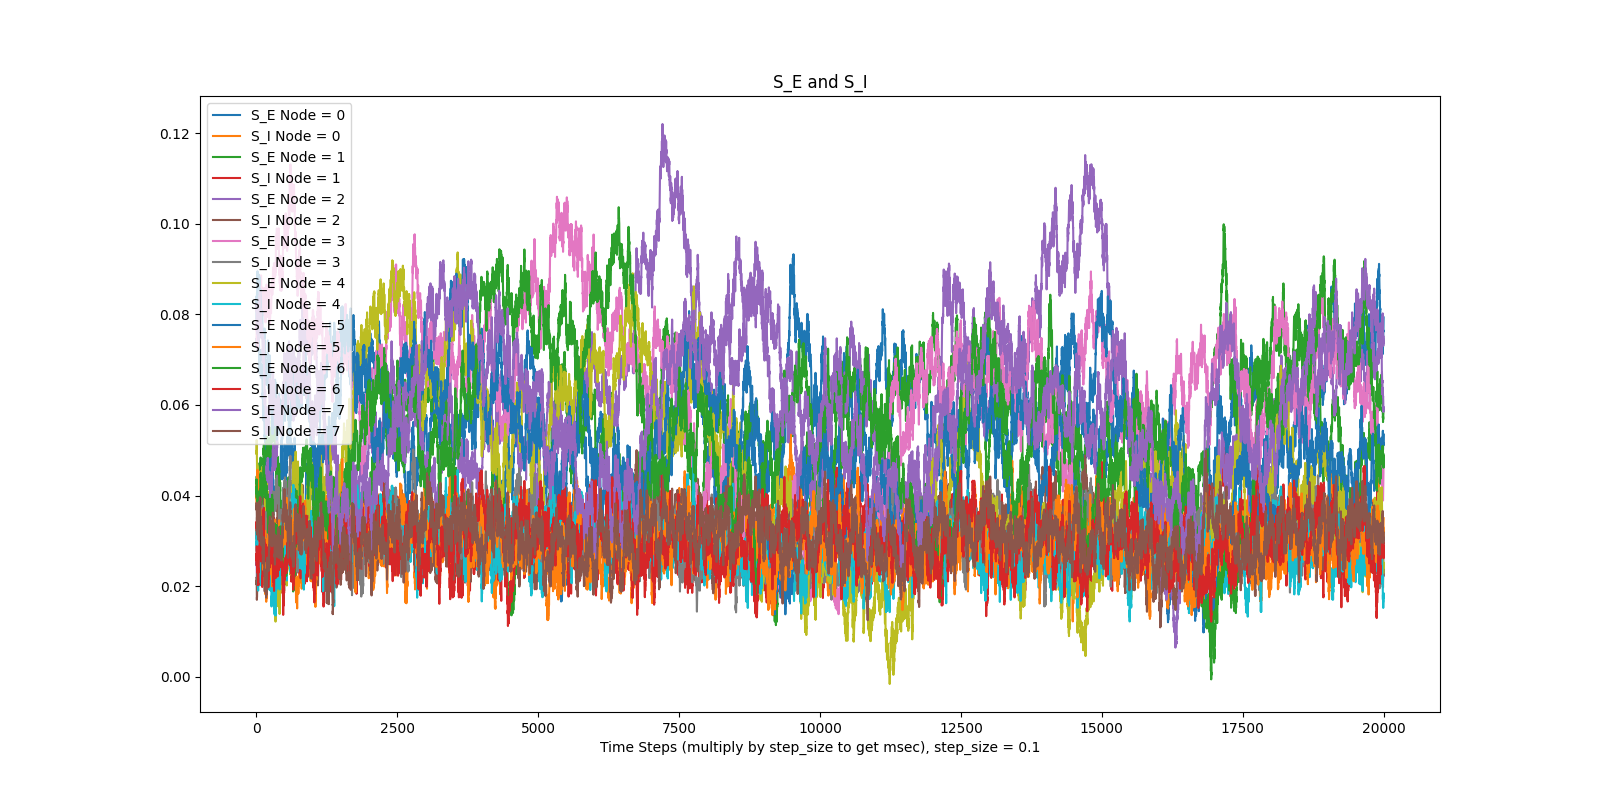 S_E and S_I
S_E Node = 0
S_I Node = 0
S_E Node = 1
S_I Node = 1
S_E Node = 2
S_I Node = 2
S_E Node = 3
S_I Node = 3
S_E Node = 4
S_I Node = 4
S_E Node = 5
S_I Node = 5
S_E Node = 6
S_I Node = 6
S_E Node = 7
S_I Node = 7
0.12
0.10
0.08
0.06
0.04
0.02
0.00
0 2500 5000 7500 10000 12500 15000 17500 20000
Time Steps (multiply by step_size to get msec), step_size = 0.1